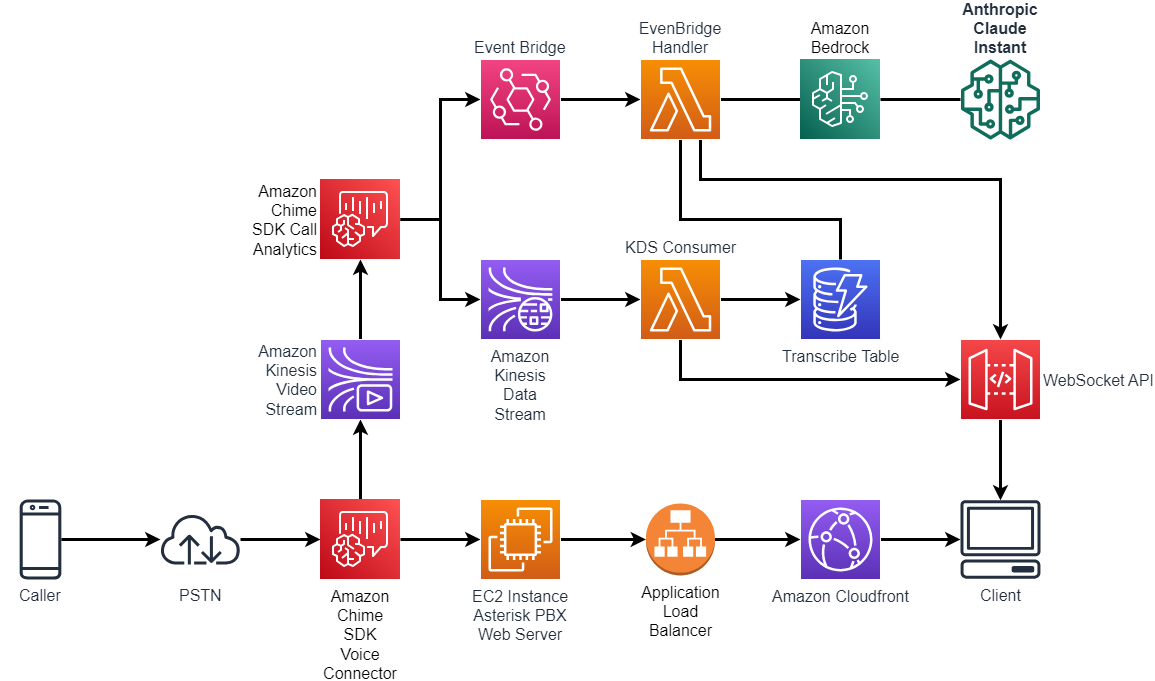 Anthropic
Claude
Instant
EvenBridge
Handler
Amazon
Bedrock
Event Bridge
Amazon
Chime
SDK Call
Analytics
KDS Consumer
Amazon
Kinesis
Data
Stream
Transcribe Table
Amazon
Kinesis
Video
Stream
WebSocket API
Caller
PSTN
Amazon
Chime
SDK
Voice
Connector
EC2 Instance
Asterisk PBX
Web Server
Application
Load
Balancer
Amazon Cloudfront
Client